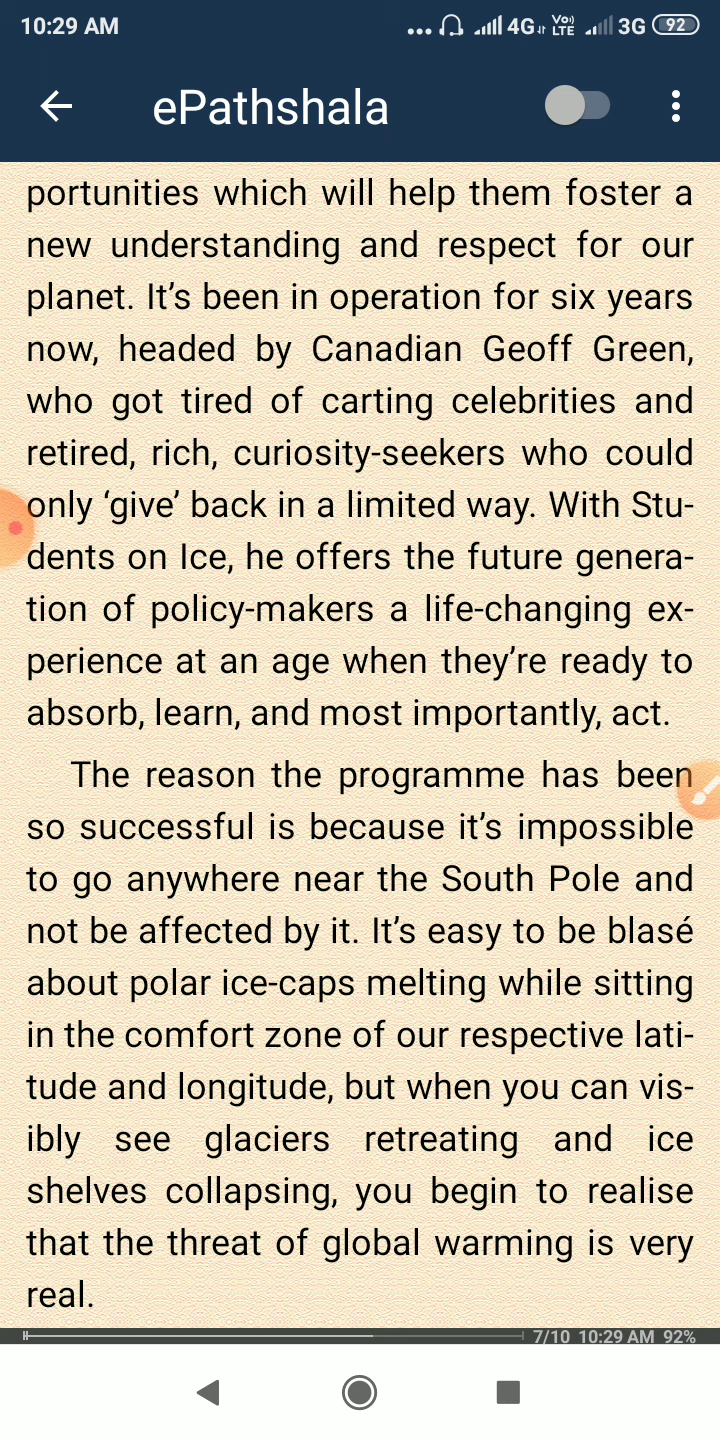 10:29 AM ... 4G Vo)) LTE 3G 92
ePathshala
portunities which will help them foster a
new understanding and respect for our
planet. It’s been in operation for six years
now, headed by Canadian Geoff Green,
who got tired of carting celebrities and
retired, rich, curiosity-seekers who could
only ‘give’ back in a limited way. With Stu-
dents on Ice, he offers the future genera-
tion of policy-makers a life-changing ex-
perience at an age when they’re ready to
absorb, learn, and most importantly, act.
The reason the programme has been
so successful is because it’s impossible
to go anywhere near the South Pole and
not be affected by it. It’s easy to be blasé
about polar ice-caps melting while sitting
in the comfort zone of our respective lati-
tude and longitude, but when you can vis-
ibly see glaciers retreating and ice
shelves collapsing, you begin to realise
that the threat of global warming is very
real.
7/10 10:29 AM 92%